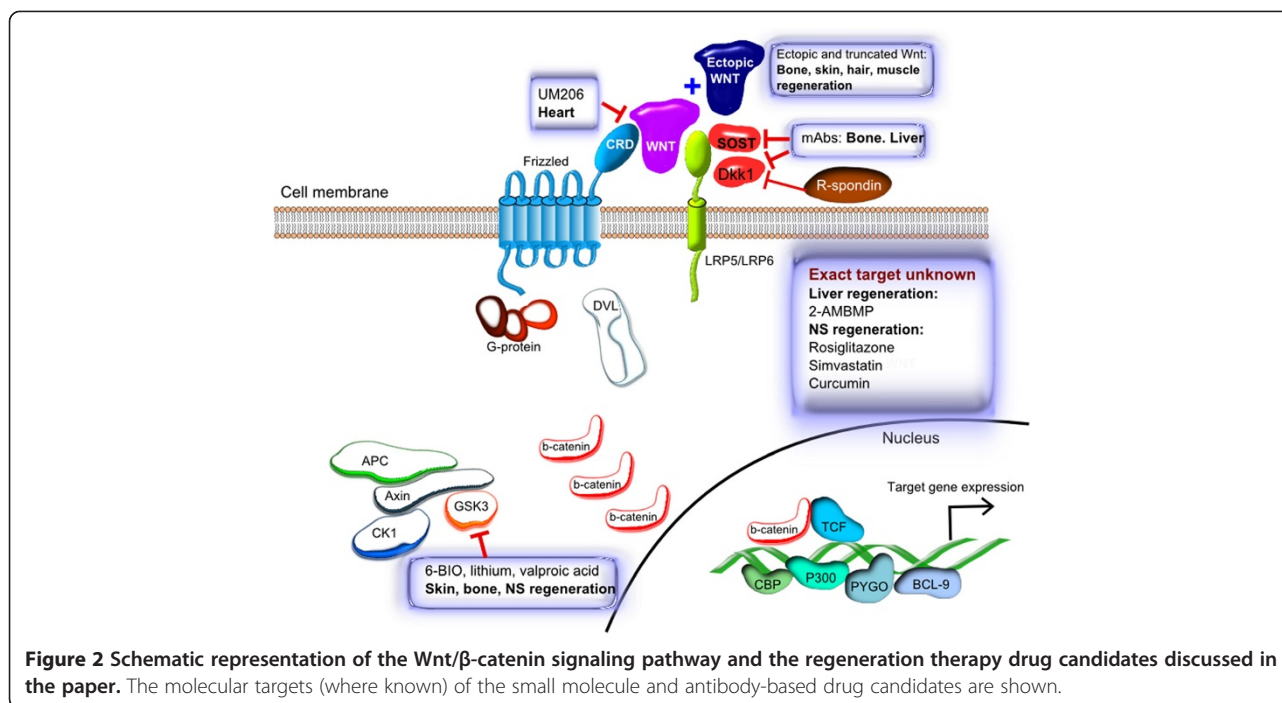 Ectopic
WNT
Ectopic and truncated Wnt:
Bone, skin, hair, muscle
regeneration
UM206
Heart
CRD
WNT
SOST
Dkk1
mAbs: Bone. Liver
R-spondin
Frizzled
Cell membrane
LRP5/LRP6
G-protein
DVL
Exact target unknown
Liver regeneration:
2-AMBMP
NS regeneration:
Rosiglitazone
Simvastatin
Curcumin
Nucleus
b-catenin
b-catenin
b-catenin
APC
Axin
GSK3
CK1
6-BIO, lithium, valproic acid
Skin, bone, NS regeneration
Target gene expression
b-catenin
TCF
CBP
P300
PYGO
BCL-9
Figure 2 Schematic representation of the Wnt/β-catenin signaling pathway and the regeneration therapy drug candidates discussed in
the paper. The molecular targets (where known) of the small molecule and antibody-based drug candidates are shown.